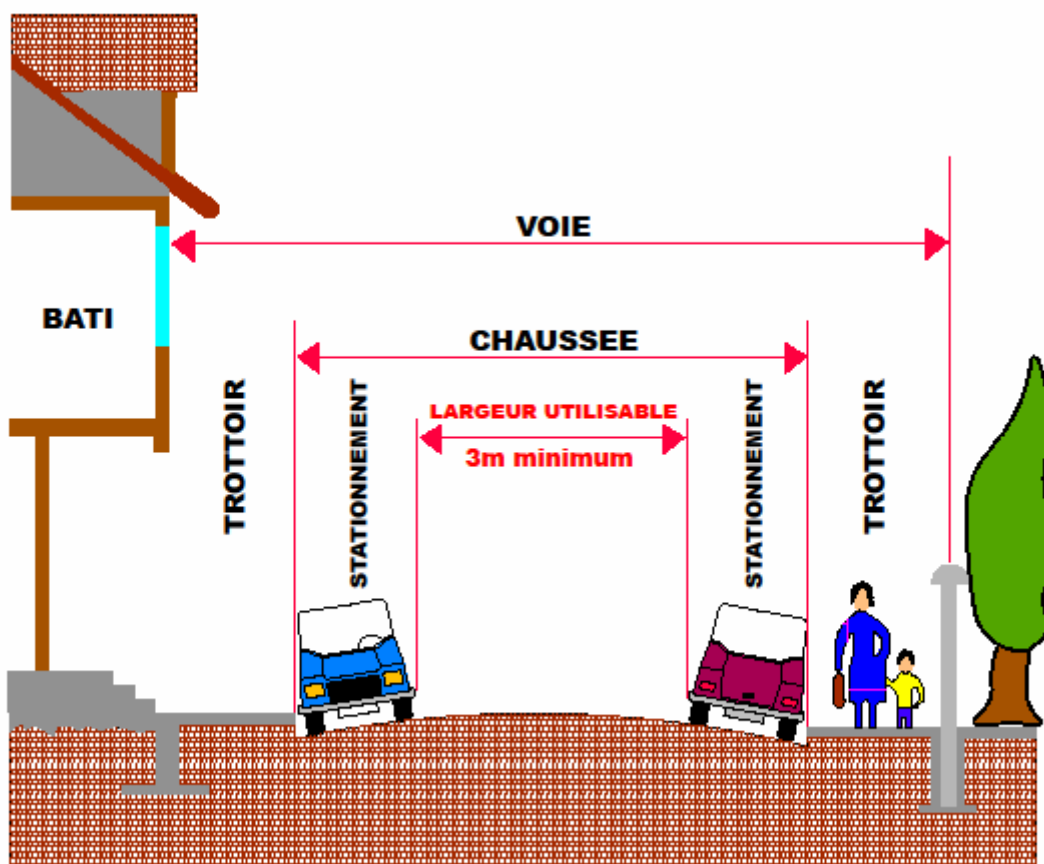 VOIE
BATI
CHAUSSEE
TROTTOIR
STATIONNEMENT
LARGEUR UTILISABLE
3m minimum
STATIONNEMENT
TROTTOIR